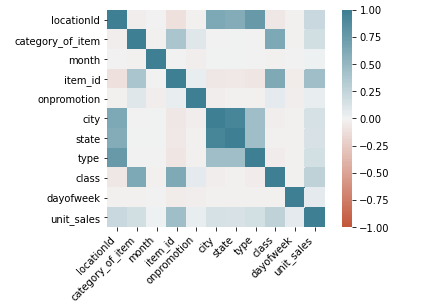 locationId
category_of_item
month
item_id
onpromotion
city
state
type
class
dayofweek
unit_sales
locationId
category_of_item
month
item_id
onpromotion
city
state
type
class
dayofweek
unit_sales
1.00
0.75
0.50
0.25
0.00
−0.25
−0.50
−0.75
−1.00